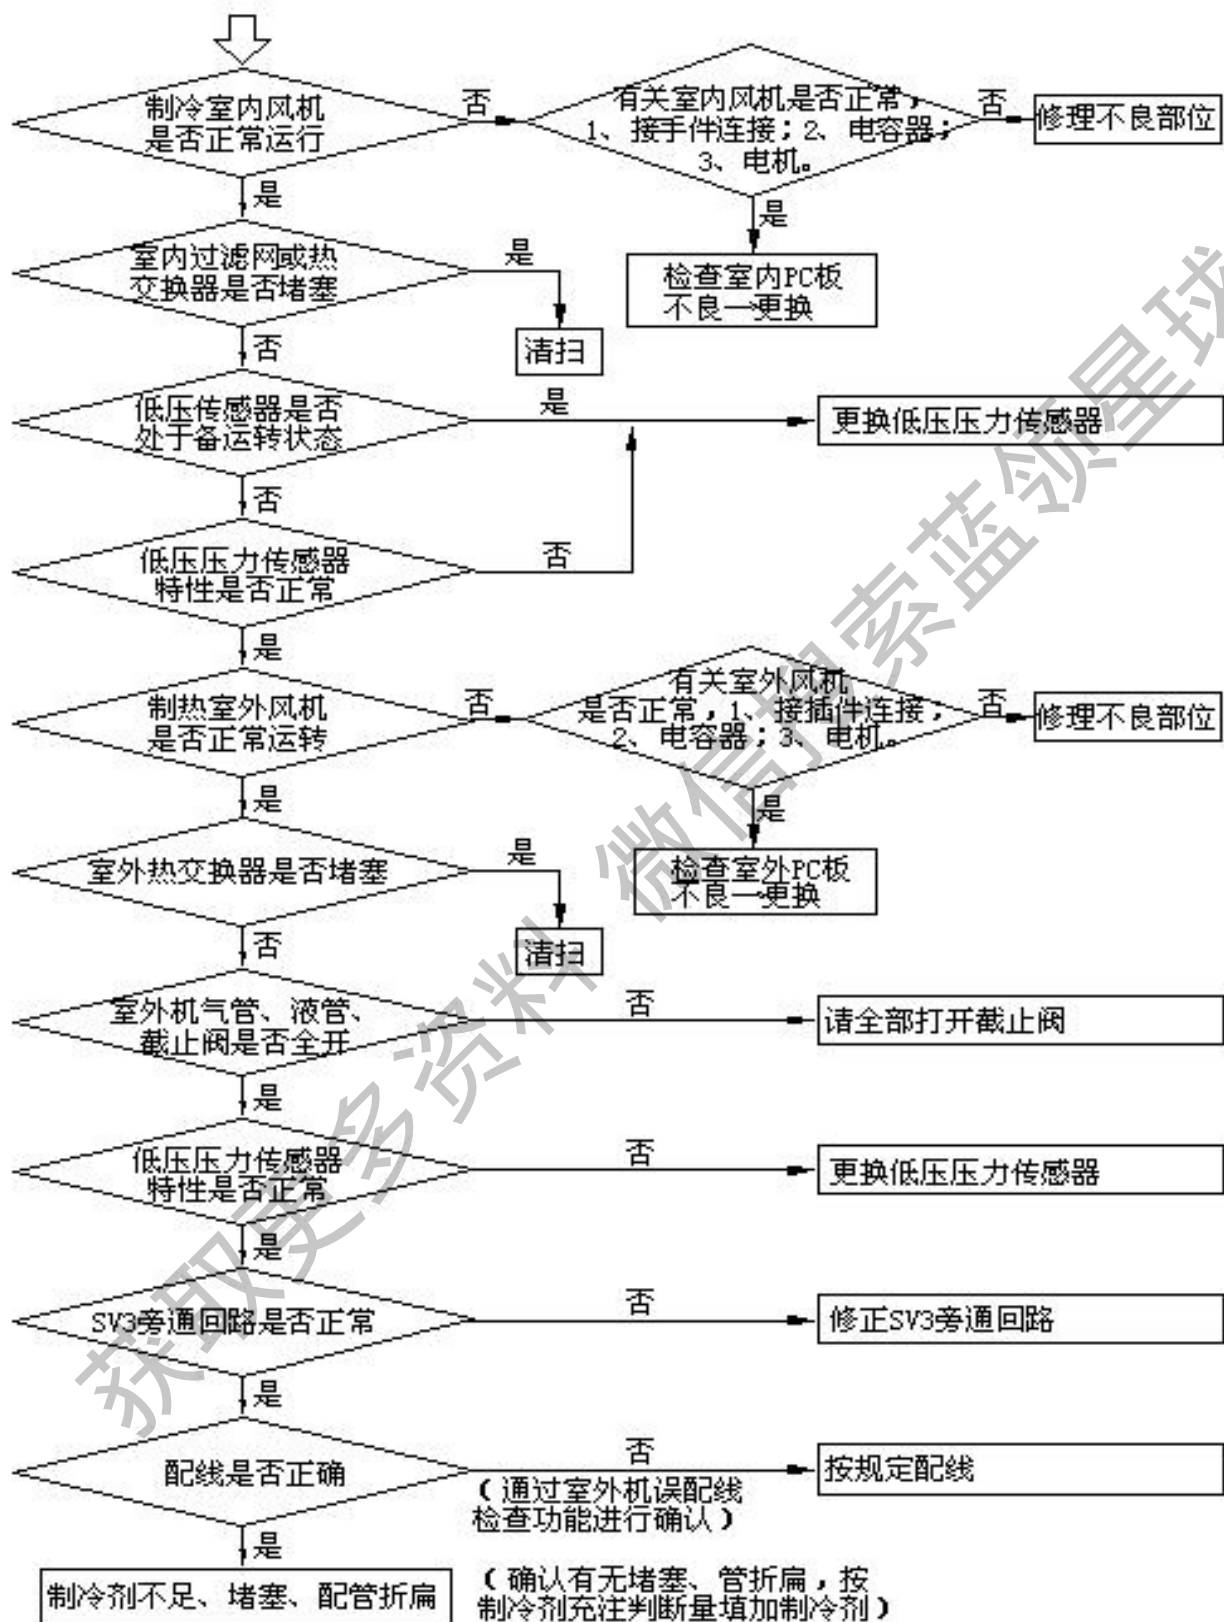 制冷室内风机
是否正常运行
否
有关室内风机是否正常，
1、接手件连接；2、电容器；
3、电机。
否
修理不良部位
是
是
室内过滤网或热
交换器是否堵塞
是
检查室内PC板
不良→更换
清扫
否
低压传感器是否
处于备运转状态
是
更换低压压力传感器
否
低压压力传感器
特性是否正常
否
是
制热室外风机
是否正常运转
否
有关室外风机
是否正常，1、接插件连接，
2、电容器；3、电机。
否
修理不良部位
是
是
室外热交换器是否堵塞
是
检查室外PC板
不良→更换
清扫
否
室外机气管、液管、
截止阀是否全开
否
请全部打开截止阀
是
低压压力传感器
特性是否正常
否
更换低压压力传感器
是
SV3旁通回路是否正常
否
修正SV3旁通回路
是
配线是否正确
否
按规定配线
（通过室外机误配线
检查功能进行确认）
是
制冷剂不足、堵塞、配管折扁
（确认有无堵塞、管折扁，按
制冷剂充注判断量填加制冷剂）
获取更多资料 微信搜索蓝领星球